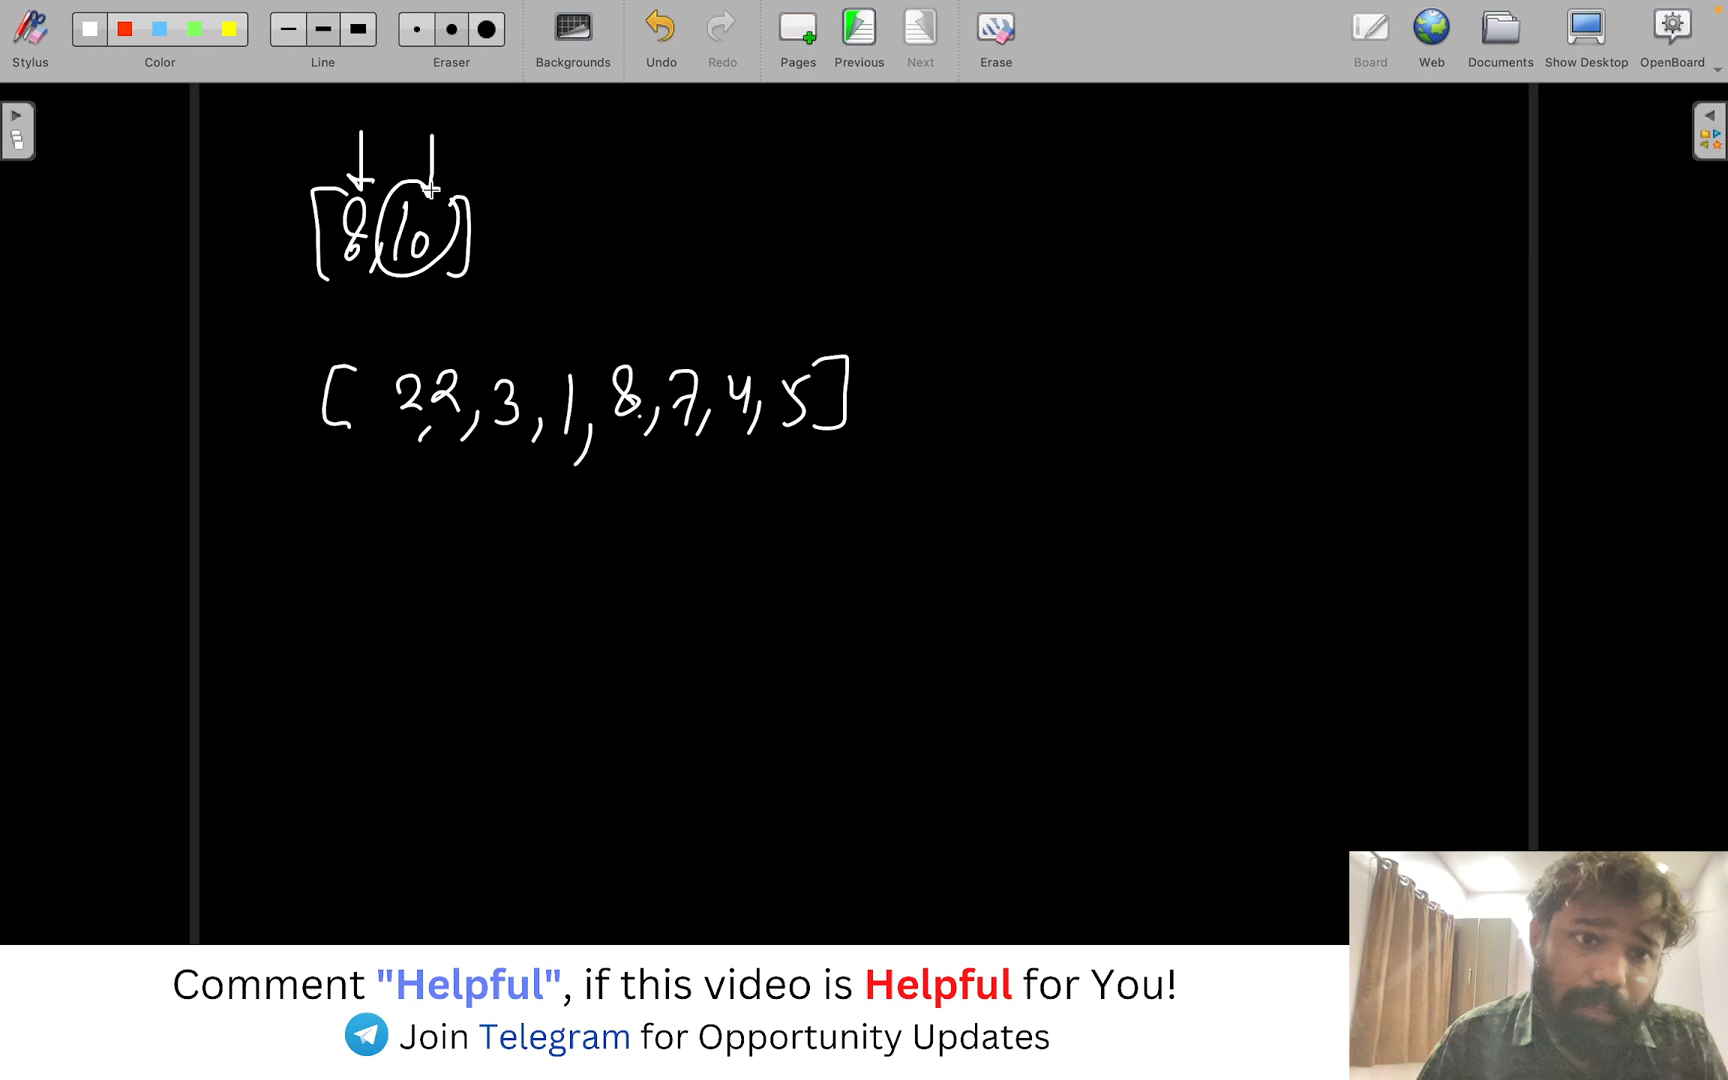 Stylus Color Line Eraser Backgrounds Undo Redo Pages Previous Next Erase Board Web Documents Show Desktop OpenBoard
[8,10]
[2,2,3,1,8,7,4,5]
Comment "Helpful", if this video is Helpful for You!
Join Telegram for Opportunity Updates